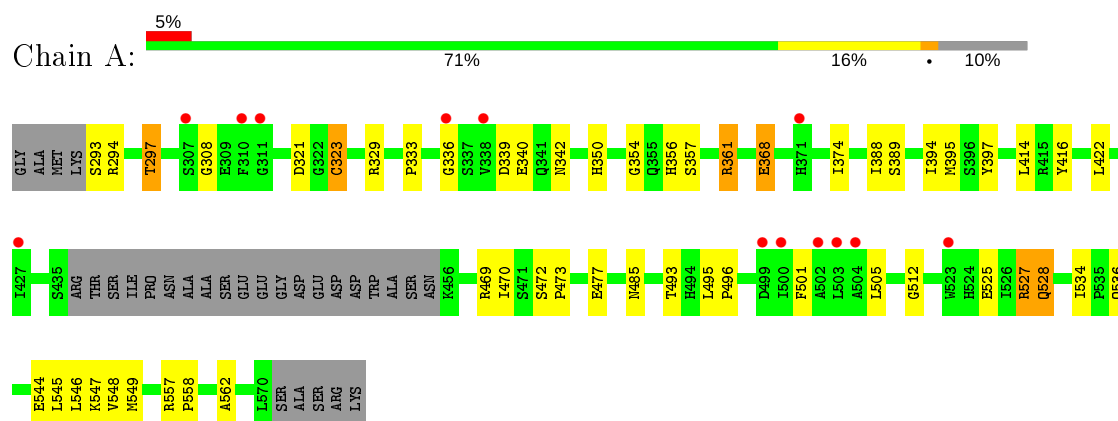 5%
Chain A:
71% 16% • 10%
GLY ALA MET LYS S293 R294 T297 S307 G308 E309 F310 G311 D321 G322 C323 R329 P333 G336 S337 V338 D339 E340 Q341 N342 H350 G354 Q355 H356 S357 R361 E368 H371 I374 I388 S389 I394 M395 S396 Y397 L414 R415 Y416 L422
I427 S435 ARG THR SER ILE PRO ASN ALA ALA SER GLU GLU GLY ASP GLU ASP ASP TRP ALA SER ASN K456 R469 I470 S471 S472 P473 E477 N485 T493 H494 L495 P496 D499 I500 F501 A502 L503 A504 L505 G512 W523 H524 E525 I526 R527 Q528 I534 P535
E544 L545 L546 K547 V548 M549 R557 P558 A562 L570 SER ALA SER ARG LYS